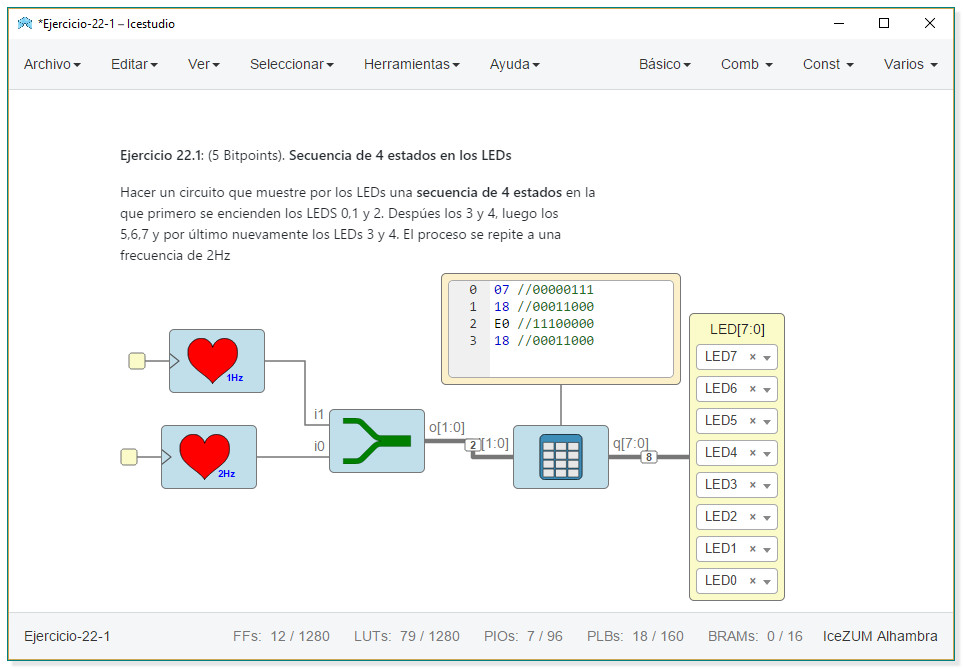 *Ejercicio-22-1 – Icestudio
Archivo Editar Ver Seleccionar Herramientas Ayuda Básico Comb Const Varios
Ejercicio 22.1: (5 Bitpoints). Secuencia de 4 estados en los LEDs
Hacer un circuito que muestre por los LEDs una secuencia de 4 estados en la
que primero se encienden los LEDS 0,1 y 2. Despúes los 3 y 4, luego los
5,6,7 y por último nuevamente los LEDs 3 y 4. El proceso se repite a una
frecuencia de 2Hz
0 07 //00000111
1 18 //00011000
2 E0 //11100000
3 18 //00011000
1Hz
2Hz
i1
i0
o[1:0]
2
[1:0]
q[7:0]
8
LED[7:0]
LED7 ×
LED6 ×
LED5 ×
LED4 ×
LED3 ×
LED2 ×
LED1 ×
LED0 ×
Ejercicio-22-1 FFs: 12 / 1280 LUTs: 79 / 1280 PIOs: 7 / 96 PLBs: 18 / 160 BRAMs: 0 / 16 IceZUM Alhambra